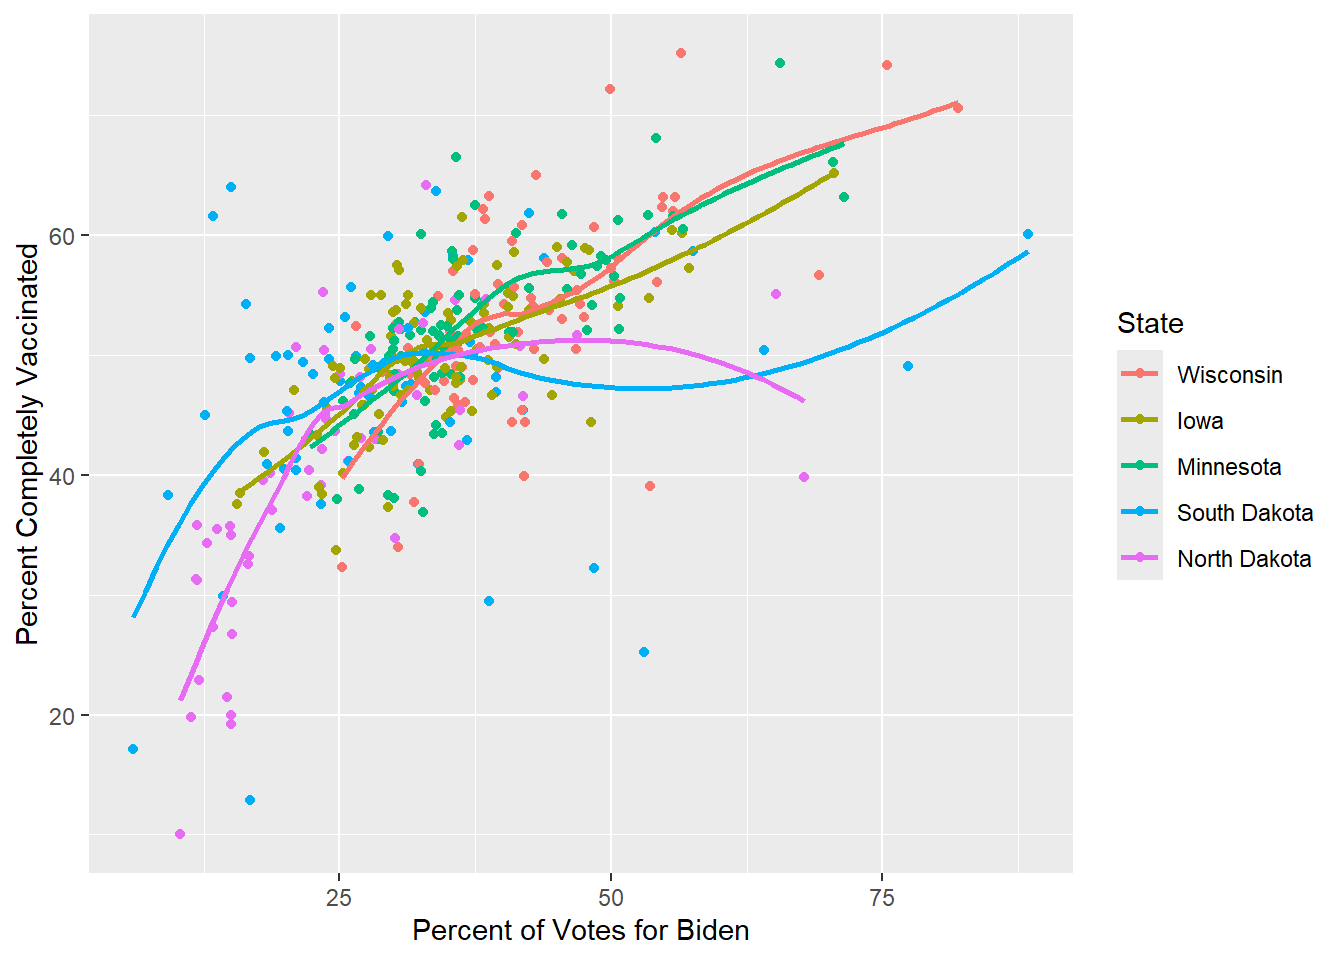 60
40
20
25
50
75
Percent of Votes for Biden
Percent Completely Vaccinated
State
Wisconsin
Iowa
Minnesota
South Dakota
North Dakota